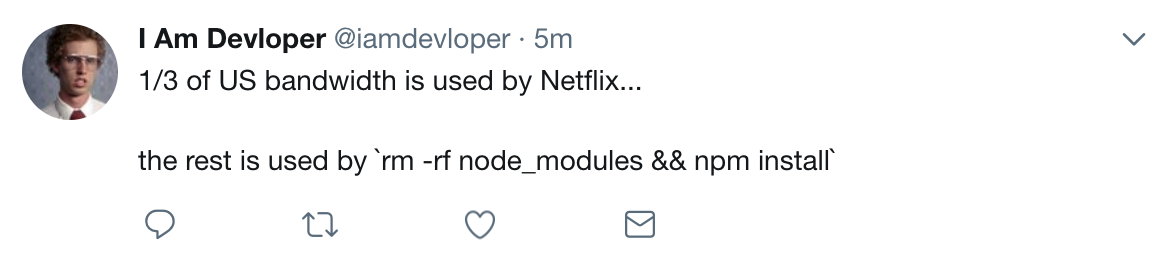 I Am Devloper @iamdevloper · 5m
1/3 of US bandwidth is used by Netflix...
the rest is used by `rm -rf node_modules && npm install`